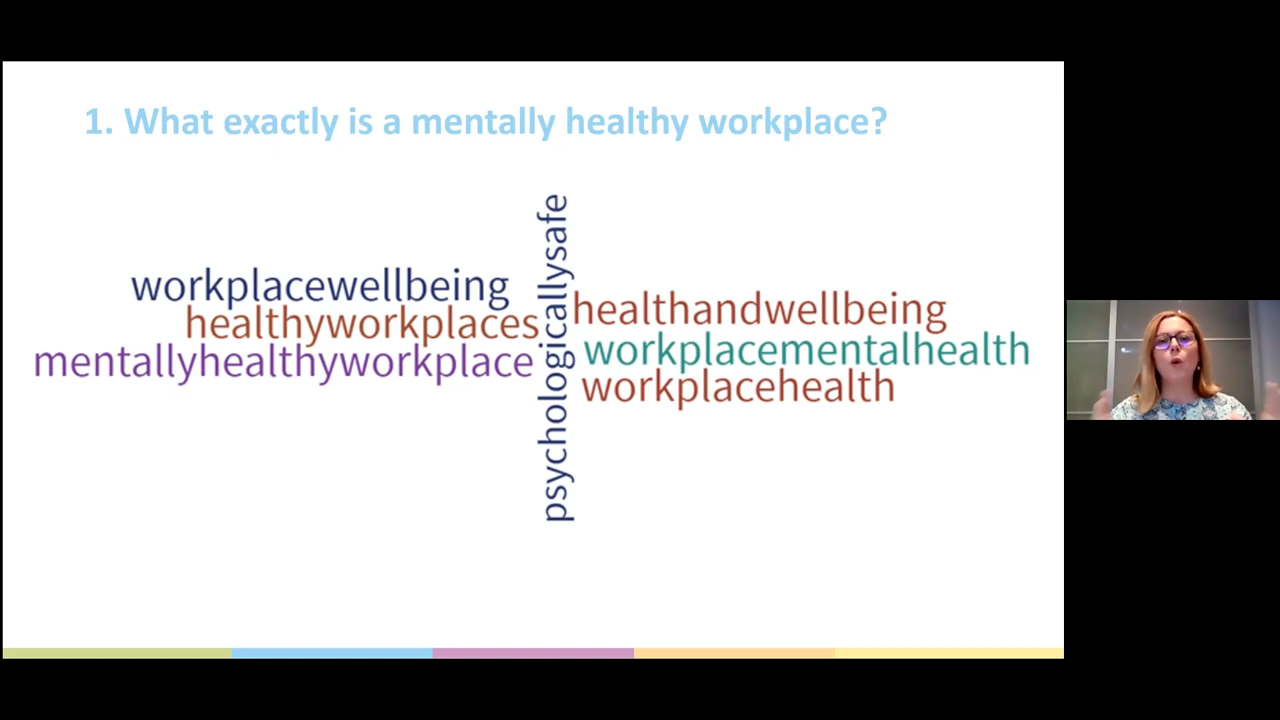 1. What exactly is a mentally healthy workplace?
workplacewellbeing
healthyworkplaces
mentallyhealthyworkplace
psychologicallysafe
healthandwellbeing
workplacementalhealth
workplacehealth